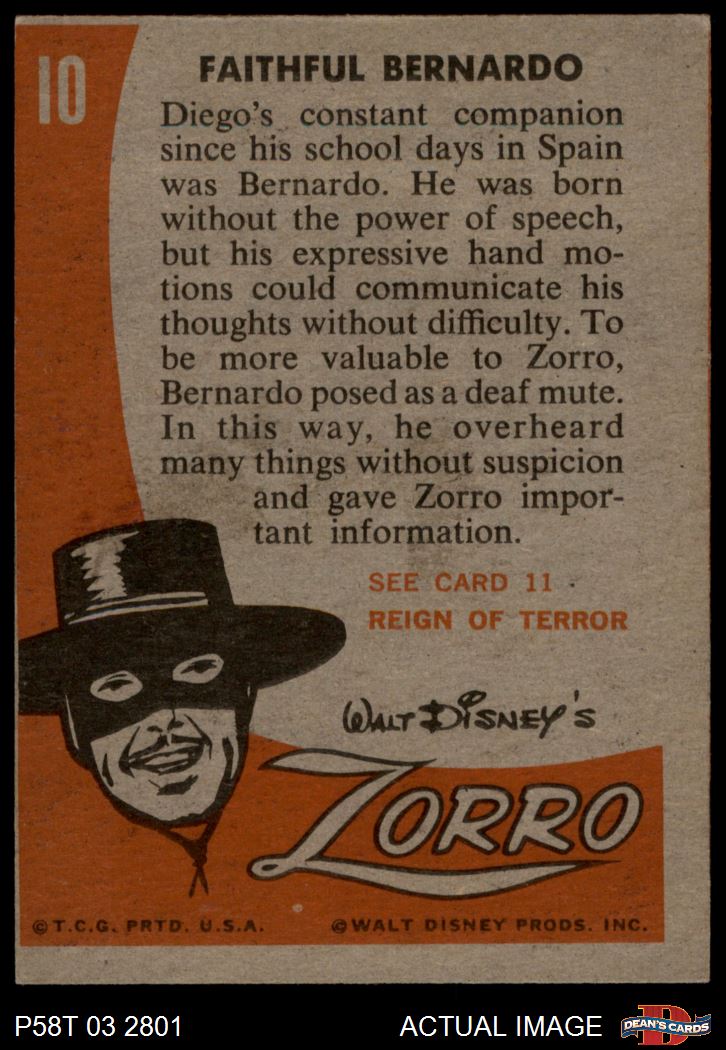 10
FAITHFUL BERNARDO
Diego's constant companion
since his school days in Spain
was Bernardo. He was born
without the power of speech,
but his expressive hand mo-
tions could communicate his
thoughts without difficulty. To
be more valuable to Zorro,
Bernardo posed as a deaf mute.
In this way, he overheard
many things without suspicion
and gave Zorro impor-
tant information.
SEE CARD 11
REIGN OF TERROR
WALT DISNEY'S
ZORRO
© T.C.G. PRTD. U.S.A. © WALT DISNEY PRODS. INC.
P58T 03 2801 ACTUAL IMAGE DEAN'S CARDS